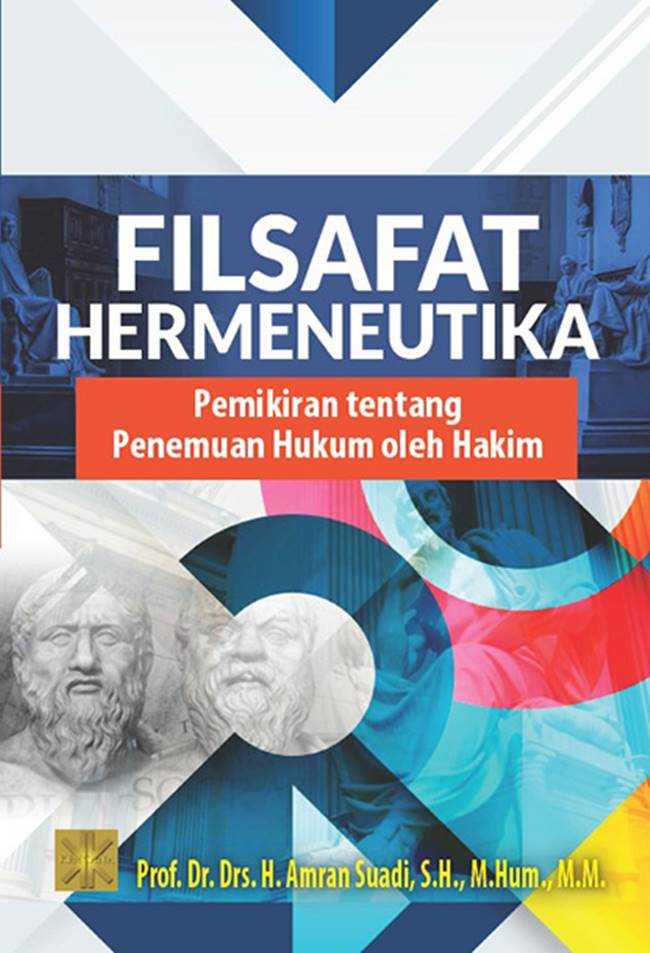 FILSAFAT
HERMENEUTIKA
Pemikiran tentang
Penemuan Hukum oleh Hakim
Prof. Dr. Drs. H. Amran Suadi, S.H., M.Hum., M.M.